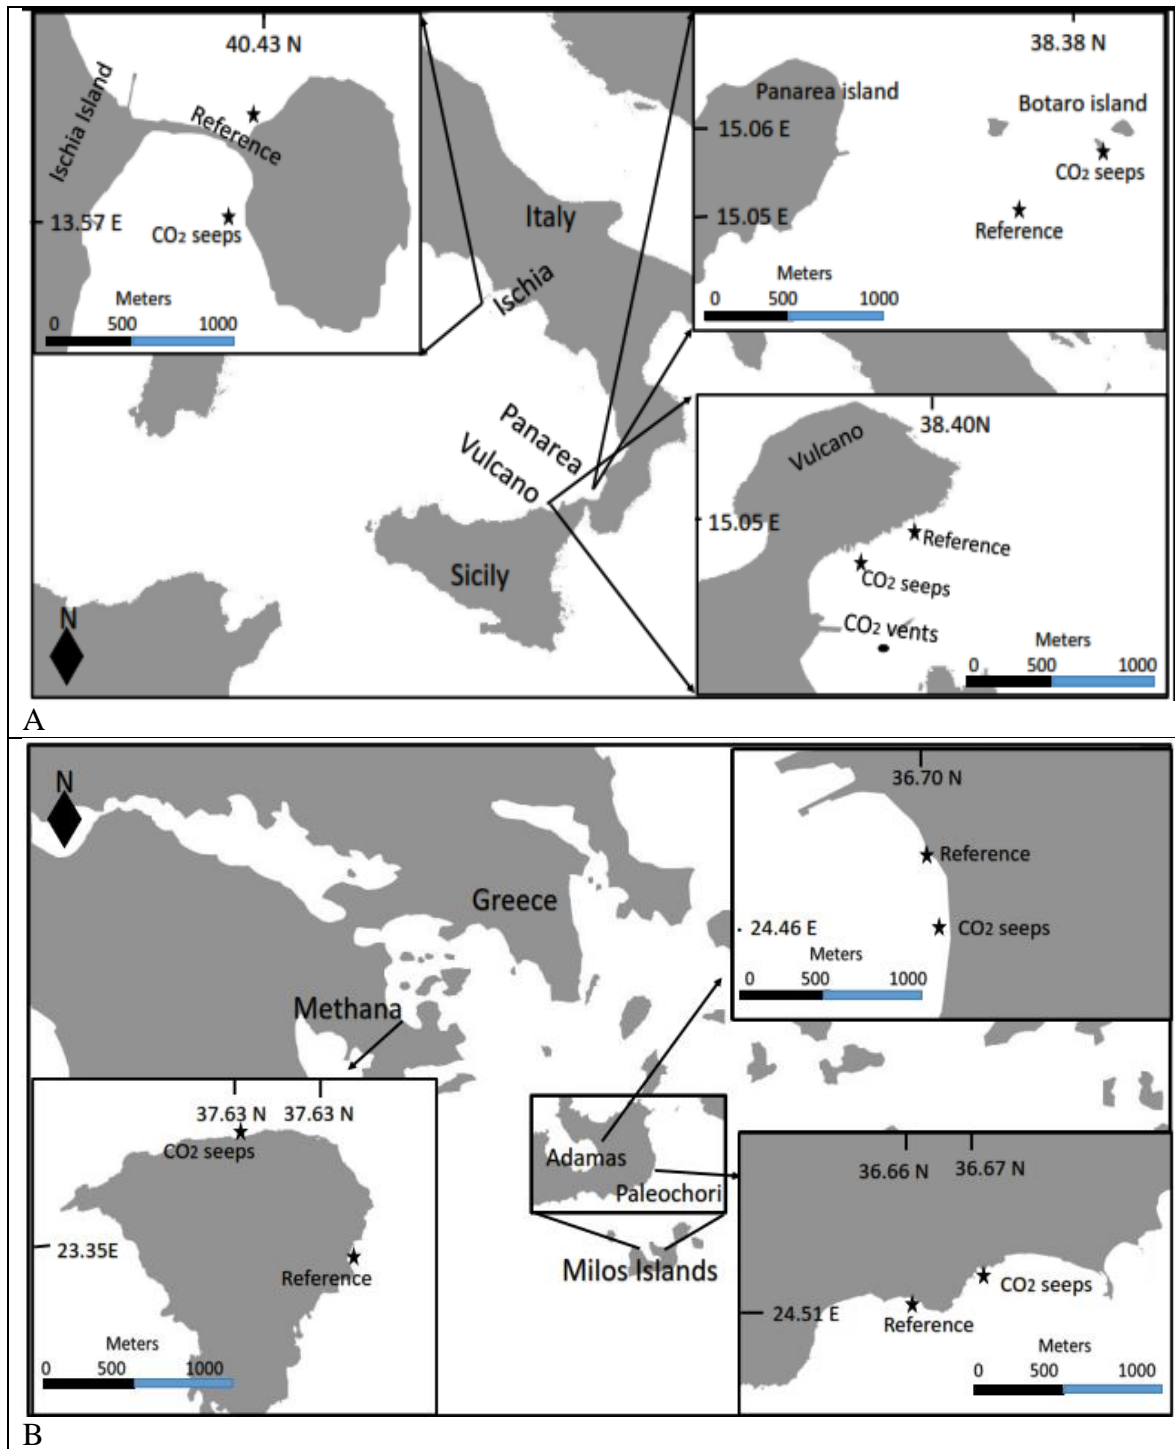 40.43 N
Ischia Island
Reference
13.57 E
CO2 seeps
Meters
0 500 1000
Italy
Ischia
Panarea
Vulcano
Sicily
N
38.38 N
Panarea island
Botaro island
15.06 E
CO2 seeps
15.05 E
Reference
Meters
0 500 1000
38.40N
Vulcano
15.05 E
Reference
CO2 seeps
CO2 vents
Meters
0 500 1000
A
N
Greece
Methana
36.70 N
Reference
24.46 E
CO2 seeps
Meters
0 500 1000
37.63 N 37.63 N
CO2 seeps
23.35E
Reference
Meters
0 500 1000
Adamas
Paleochori
Milos Islands
36.66 N 36.67 N
CO2 seeps
24.51 E
Reference
Meters
0 500 1000
B